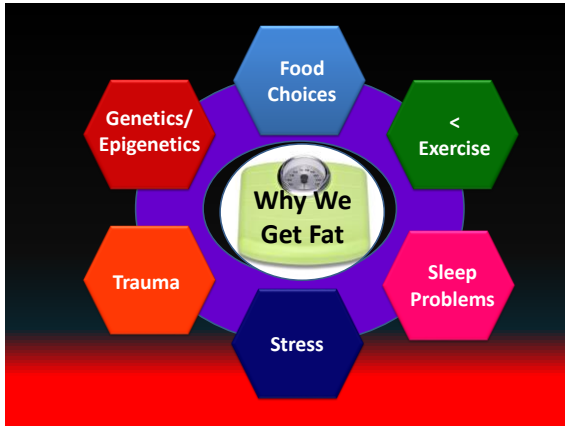 Food
Choices
<
Exercise
Sleep
Problems
Stress
Trauma
Genetics/
Epigenetics
Why We
Get Fat